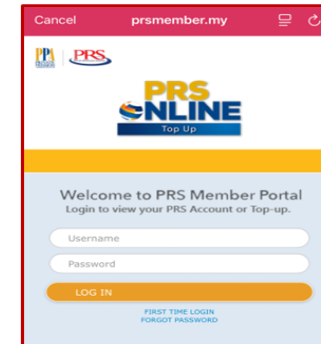 Cancel prsmember.my
PPA PRS
PRS
ONLINE
Top Up
Welcome to PRS Member Portal
Login to view your PRS Account or Top-up.
Username
Password
LOG IN
FIRST TIME LOGIN
FORGOT PASSWORD